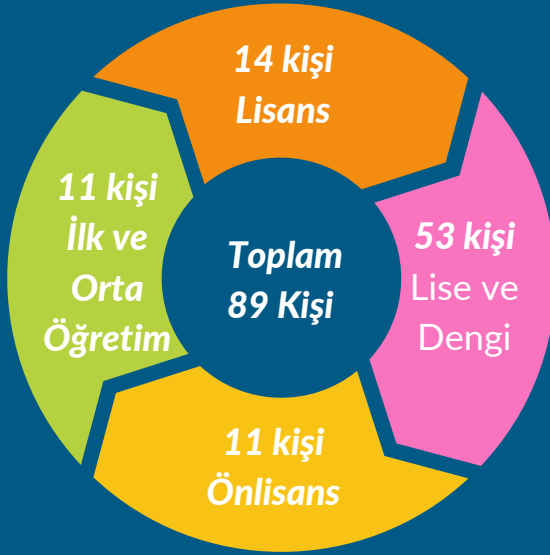 14 kişi
Lisans
11 kişi
İlk ve
Orta
Öğretim
Toplam
89 Kişi
53 kişi
Lise ve
Dengi
11 kişi
Önlisans